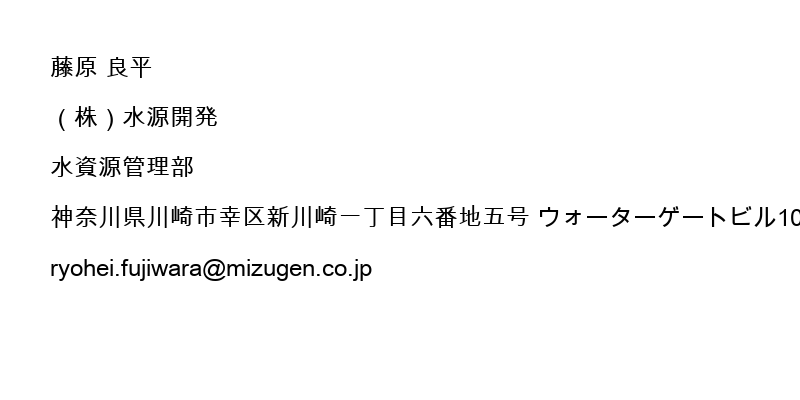 藤原 良平
（株）水源開発
水資源管理部
神奈川県川崎市幸区新川崎一丁目六番地五号 ウォーターゲートビル10
ryohei.fujiwara@mizugen.co.jp